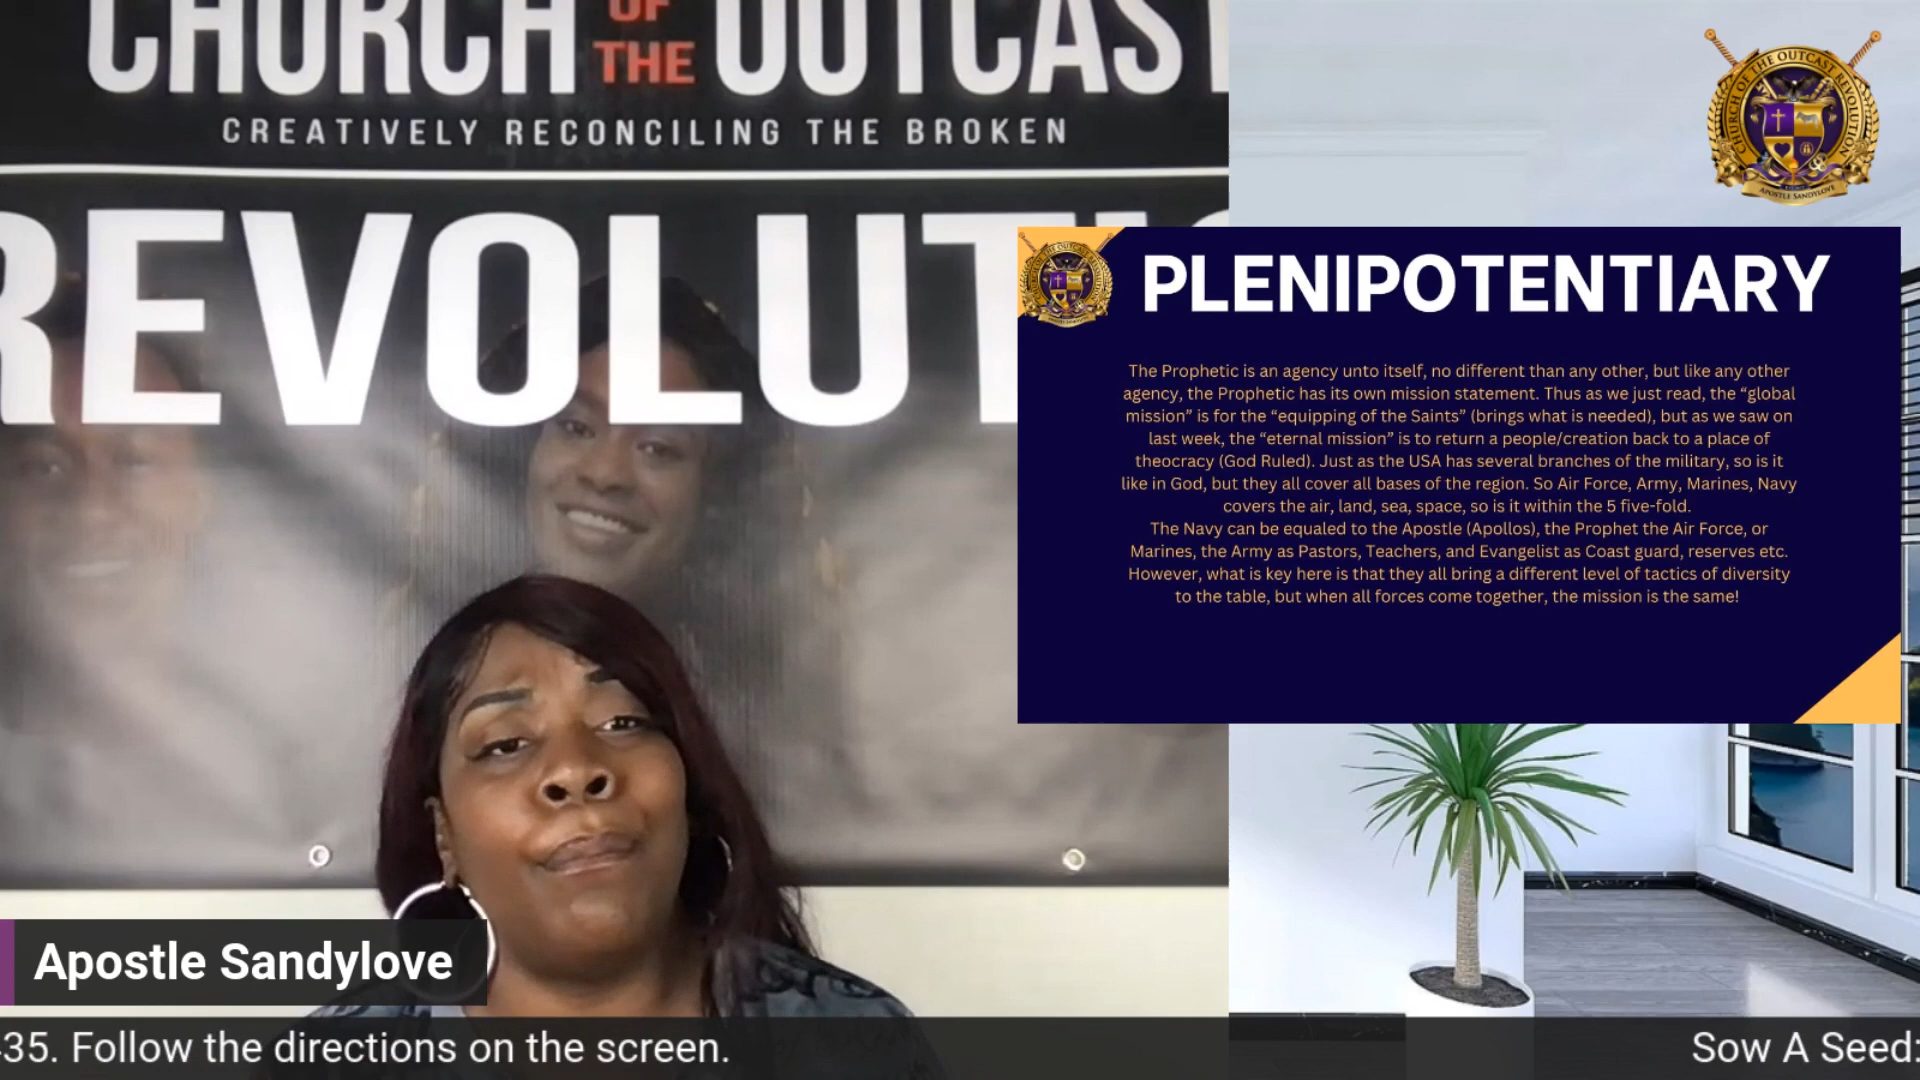 CHURCH OF THE OUTCAST
CREATIVELY RECONCILING THE BROKEN
REVOLUTI
CHURCH OF THE OUTCAST REVOLUTION
APOSTLE SANDYLOVE
PLENIPOTENTIARY
The Prophetic is an agency unto itself, no different than any other, but like any other
agency, the Prophetic has its own mission statement. Thus as we just read, the “global
mission” is for the “equipping of the Saints” (brings what is needed), but as we saw on
last week, the “eternal mission” is to return a people/creation back to a place of
theocracy (God Ruled). Just as the USA has several branches of the military, so is it
like in God, but they all cover all bases of the region. So Air Force, Army, Marines, Navy
covers the air, land, sea, space, so is it within the 5 five-fold.
The Navy can be equaled to the Apostle (Apollos), the Prophet the Air Force, or
Marines, the Army as Pastors, Teachers, and Evangelist as Coast guard, reserves etc.
However, what is key here is that they all bring a different level of tactics of diversity
to the table, but when all forces come together, the mission is the same!
Apostle Sandylove
35. Follow the directions on the screen.
Sow A Seed: